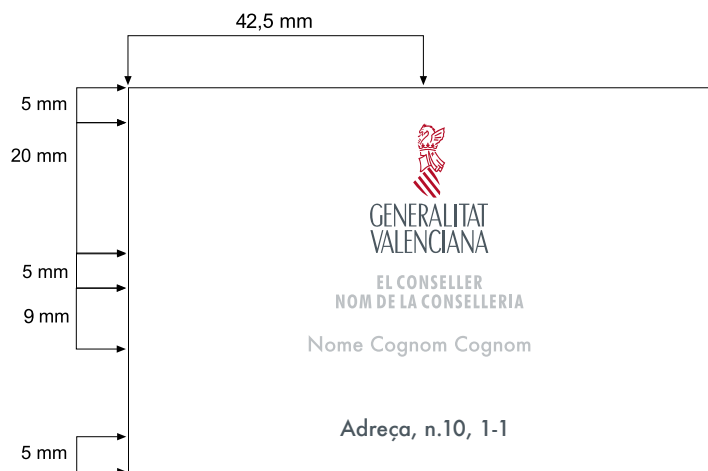 42,5 mm
5 mm
20 mm
GENERALITAT
VALENCIANA
5 mm
EL CONSELLER
NOM DE LA CONSELLERIA
9 mm
Nome Cognom Cognom
Adreça, n.10, 1-1
5 mm